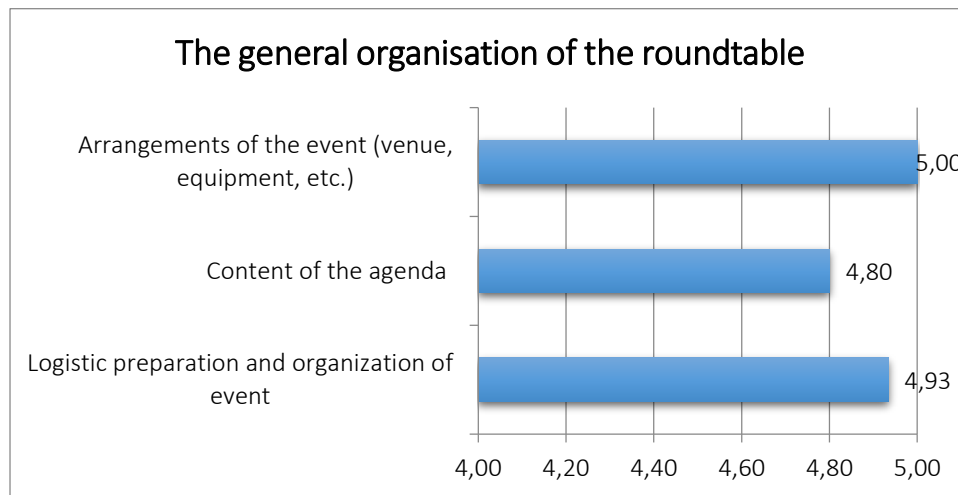 The general organisation of the roundtable
Arrangements of the event (venue,
equipment, etc.)
5,00
Content of the agenda
4,80
Logistic preparation and organization of
event
4,93
4,00 4,20 4,40 4,60 4,80 5,00